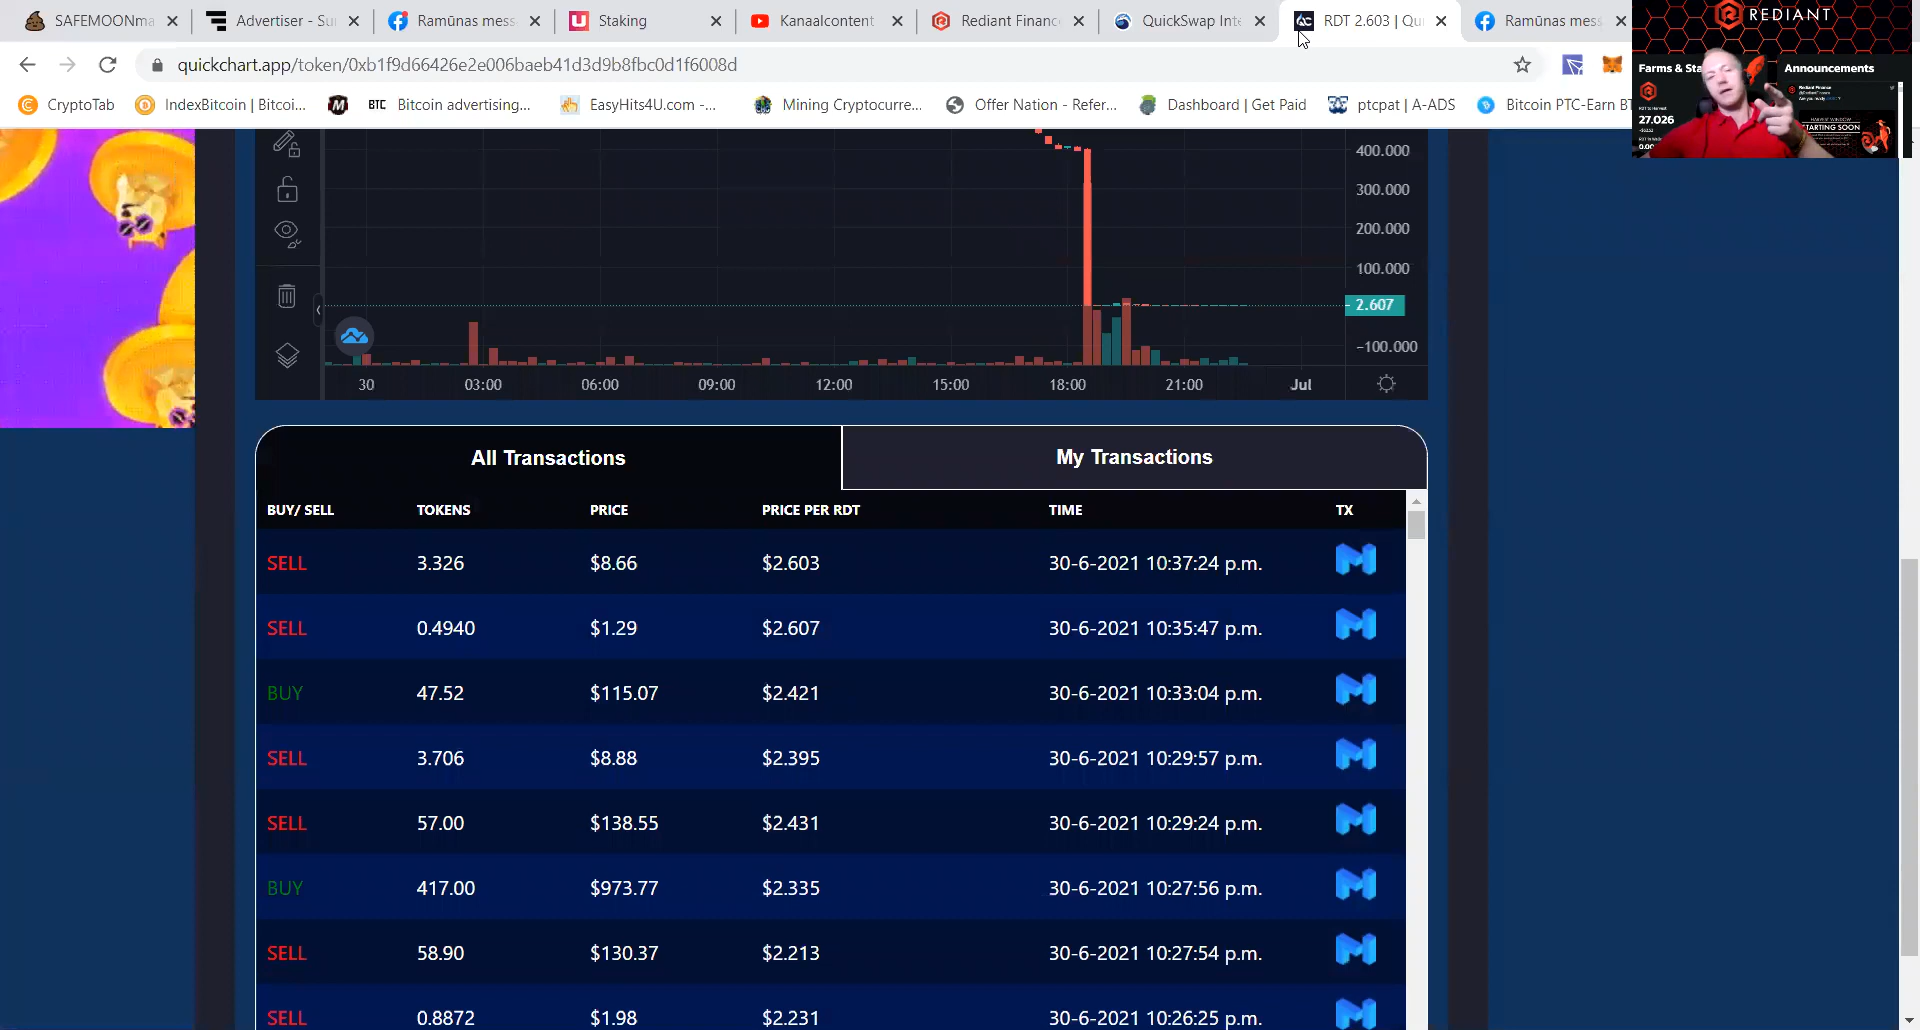 SAFEMOONma
Advertiser - Su
Ramūnas mess
Staking
Kanaalcontent
Rediant Financ
QuickSwap Inte
RDT 2.603 | Qu
Ramūnas mess
REDIANT
quickchart.app/token/0xb1f9d66426e2e006baeb41d3d9b8fbc0d1f6008d
Farms & Sta
Announcements
CryptoTab
IndexBitcoin | Bitcoi...
BTC Bitcoin advertising...
EasyHits4U.com -...
Mining Cryptocurre...
Offer Nation - Refer...
Dashboard | Get Paid
ptcpat | A-ADS
Bitcoin PTC-Earn BT
Rediant Finance
27.026
STARTING SOON
0.00
400.000
300.000
200.000
100.000
2.607
-100.000
30 03:00 06:00 09:00 12:00 15:00 18:00 21:00 Jul
All Transactions My Transactions
BUY/ SELL TOKENS PRICE PRICE PER RDT TIME TX
SELL 3.326 $8.66 $2.603 30-6-2021 10:37:24 p.m.
SELL 0.4940 $1.29 $2.607 30-6-2021 10:35:47 p.m.
BUY 47.52 $115.07 $2.421 30-6-2021 10:33:04 p.m.
SELL 3.706 $8.88 $2.395 30-6-2021 10:29:57 p.m.
SELL 57.00 $138.55 $2.431 30-6-2021 10:29:24 p.m.
BUY 417.00 $973.77 $2.335 30-6-2021 10:27:56 p.m.
SELL 58.90 $130.37 $2.213 30-6-2021 10:27:54 p.m.
SELL 0.8872 $1.98 $2.231 30-6-2021 10:26:25 p.m.